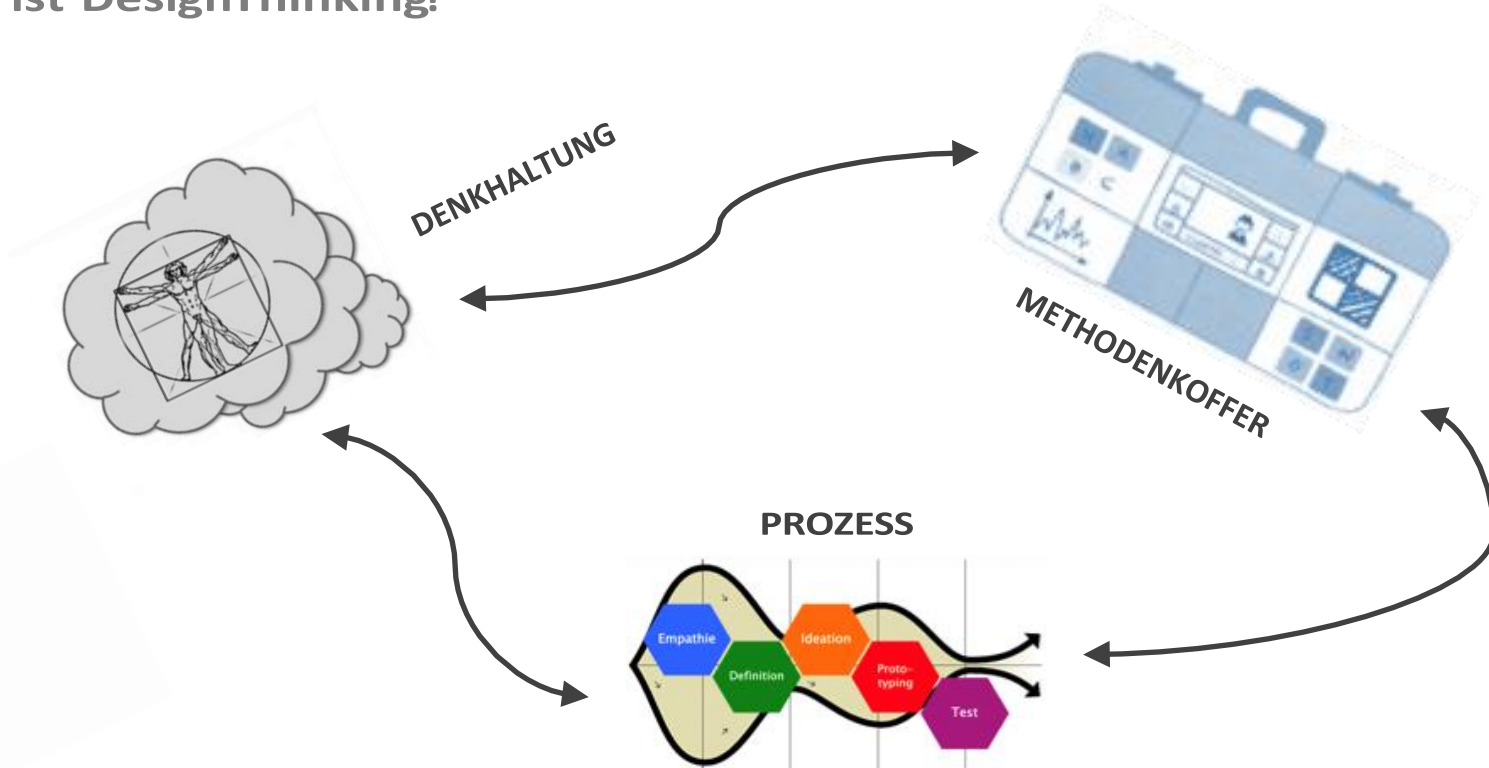 ist DesignThinking!
DENKHALTUNG
METHODENKOFFER
PROZESS
Empathie
Definition
Ideation
Proto-
typing
Test